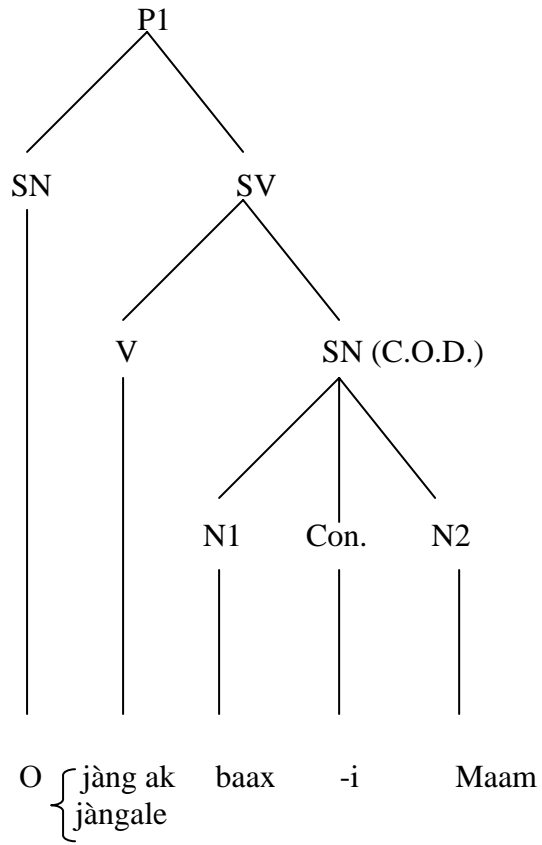 P1
SN SV
V SN (C.O.D.)
N1 Con. N2
O jàng ak baax -i Maam
jàngale